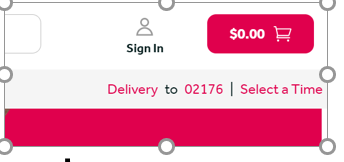 $0.00
Sign In
Delivery to 02176 | Select a Time